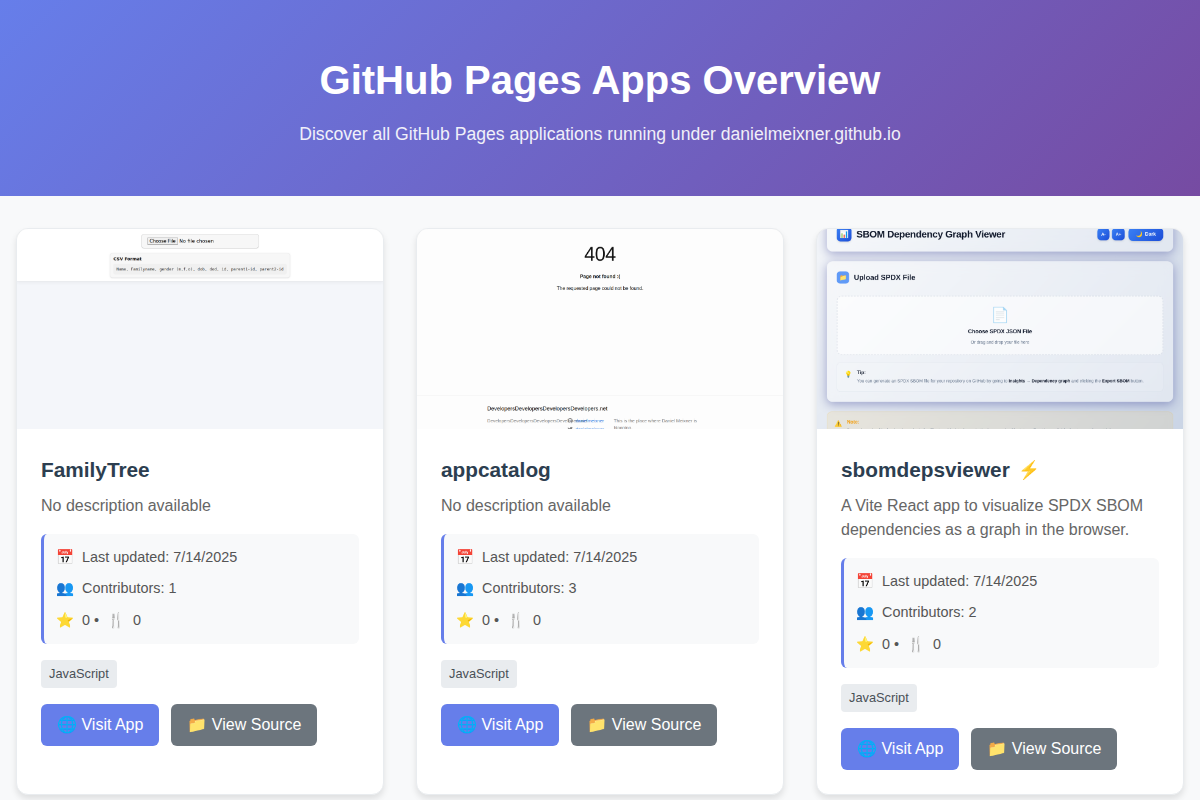 GitHub Pages Apps Overview
Discover all GitHub Pages applications running under danielmeixner.github.io
Choose File No file chosen
CSV Format
Name, familyname, gender (m,f,o), dob, dod, id, parent1-id, parent2-id
FamilyTree
No description available
Last updated: 7/14/2025
Contributors: 1
0 • 0
JavaScript
Visit App
View Source
404
Page not found :(
The requested page could not be found.
DevelopersDevelopersDevelopersDevelopers.net
This is the place where Daniel Meixner is
appcatalog
No description available
Last updated: 7/14/2025
Contributors: 3
0 • 0
JavaScript
Visit App
View Source
SBOM Dependency Graph Viewer
A- A+ Dark
Upload SPDX File
Choose SPDX JSON File
Or drag and drop your file here
Tip:
You can generate an SPDX SBOM file for your repository on GitHub by going to Insights → Dependency graph and clicking the Export SBOM button.
Note:
sbomdepsviewer ⚡
A Vite React app to visualize SPDX SBOM
dependencies as a graph in the browser.
Last updated: 7/14/2025
Contributors: 2
0 • 0
JavaScript
Visit App
View Source